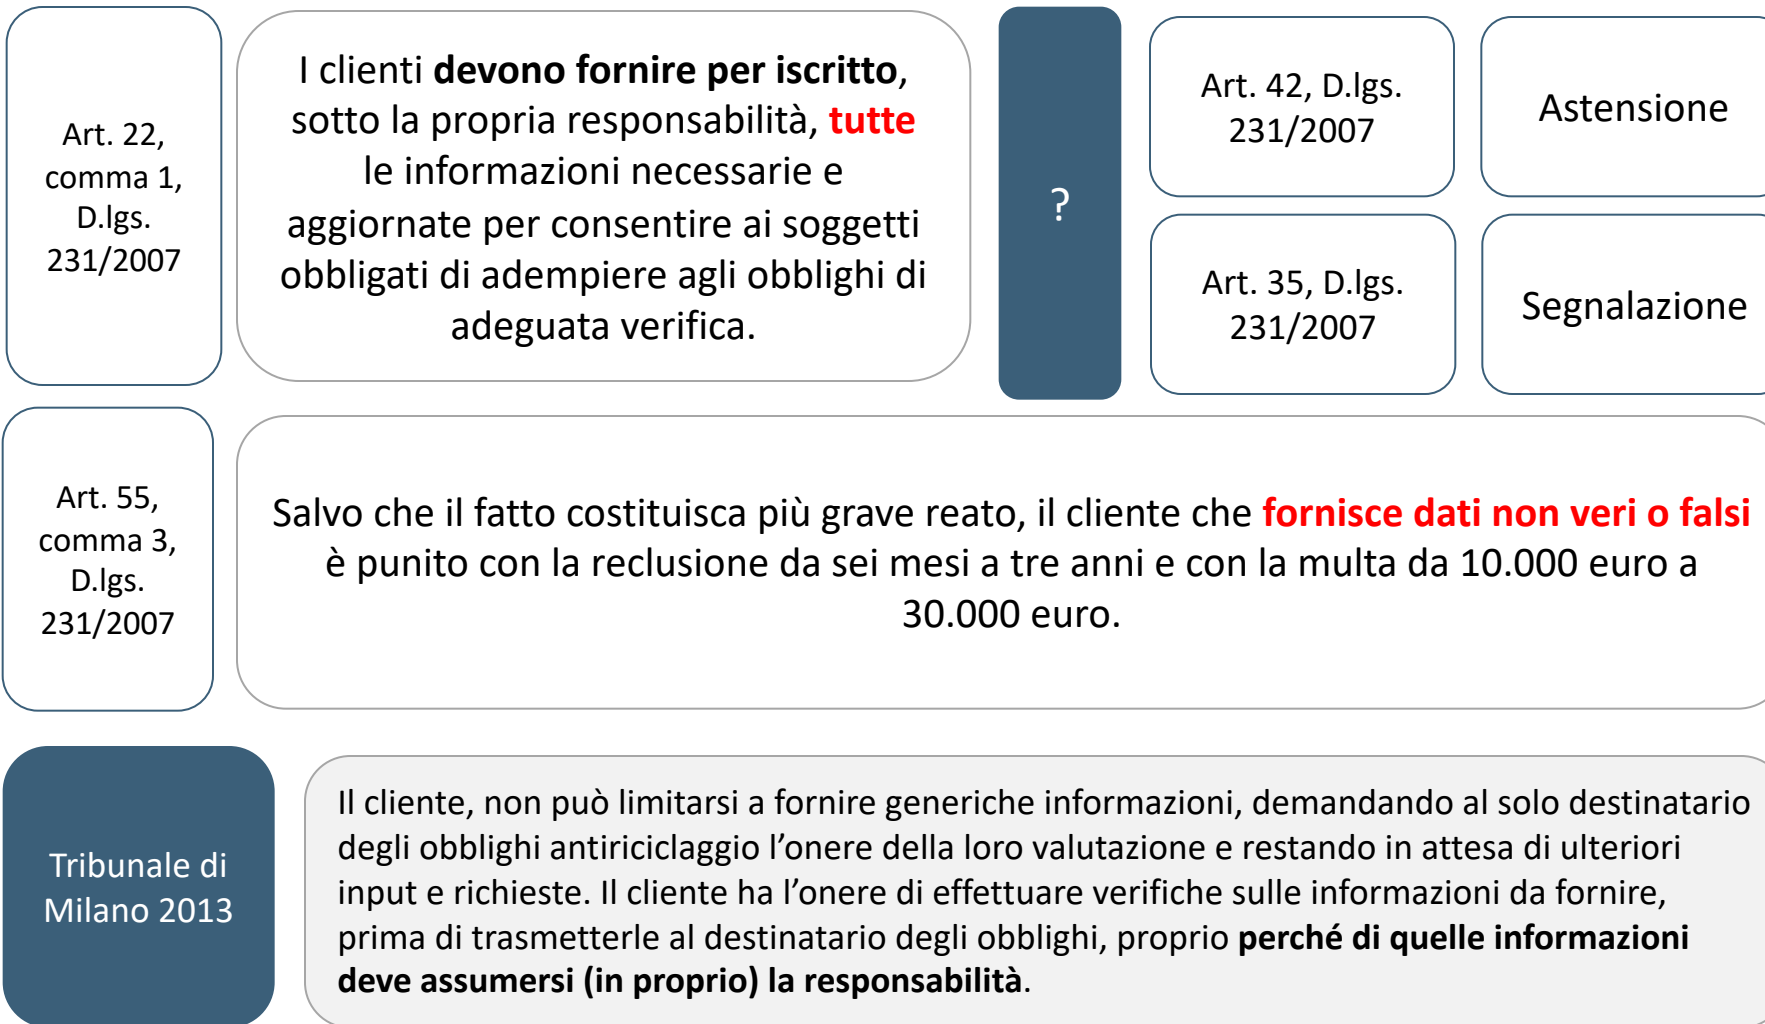 Art. 22,
comma 1,
D.lgs.
231/2007
I clienti devono fornire per iscritto,
sotto la propria responsabilità, tutte
le informazioni necessarie e
aggiornate per consentire ai soggetti
obbligati di adempiere agli obblighi di
adeguata verifica.
?
Art. 42, D.lgs.
231/2007
Astensione
Art. 35, D.lgs.
231/2007
Segnalazione
Art. 55,
comma 3,
D.lgs.
231/2007
Salvo che il fatto costituisca più grave reato, il cliente che fornisce dati non veri o falsi
è punito con la reclusione da sei mesi a tre anni e con la multa da 10.000 euro a
30.000 euro.
Tribunale di
Milano 2013
Il cliente, non può limitarsi a fornire generiche informazioni, demandando al solo destinatario
degli obblighi antiriciclaggio l’onere della loro valutazione e restando in attesa di ulteriori
input e richieste. Il cliente ha l’onere di effettuare verifiche sulle informazioni da fornire,
prima di trasmetterle al destinatario degli obblighi, proprio perché di quelle informazioni
deve assumersi (in proprio) la responsabilità.